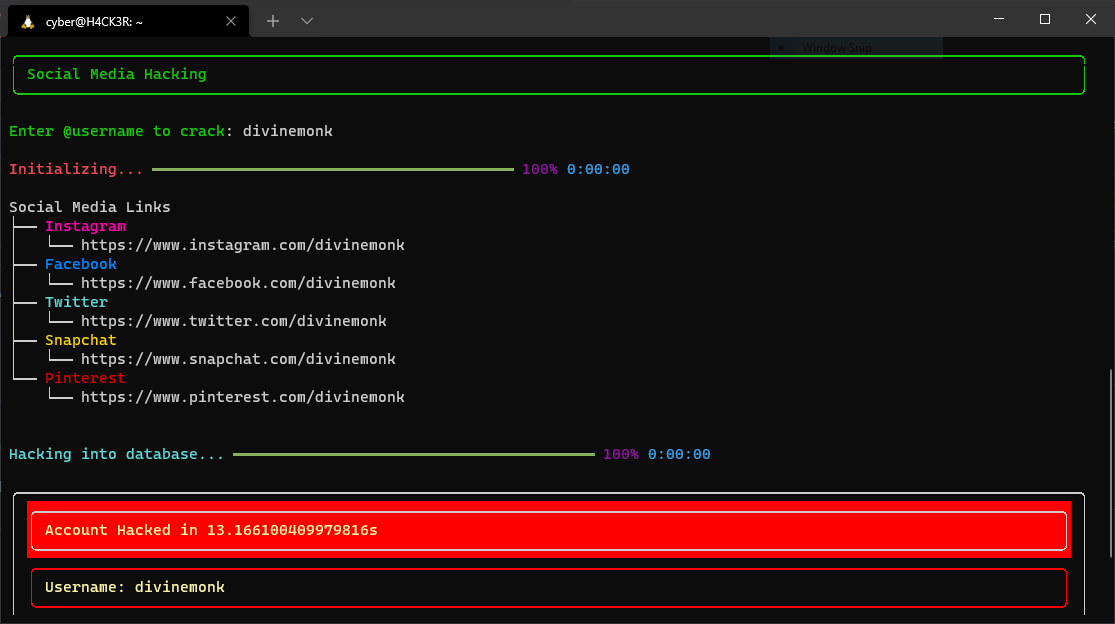 cyber@H4CK3R: ~
Window Snip
Social Media Hacking
Enter @username to crack: divinemonk
Initializing... 100% 0:00:00
Social Media Links
Instagram
https://www.instagram.com/divinemonk
Facebook
https://www.facebook.com/divinemonk
Twitter
https://www.twitter.com/divinemonk
Snapchat
https://www.snapchat.com/divinemonk
Pinterest
https://www.pinterest.com/divinemonk
Hacking into database... 100% 0:00:00
Account Hacked in 13.166100409979816s
Username: divinemonk